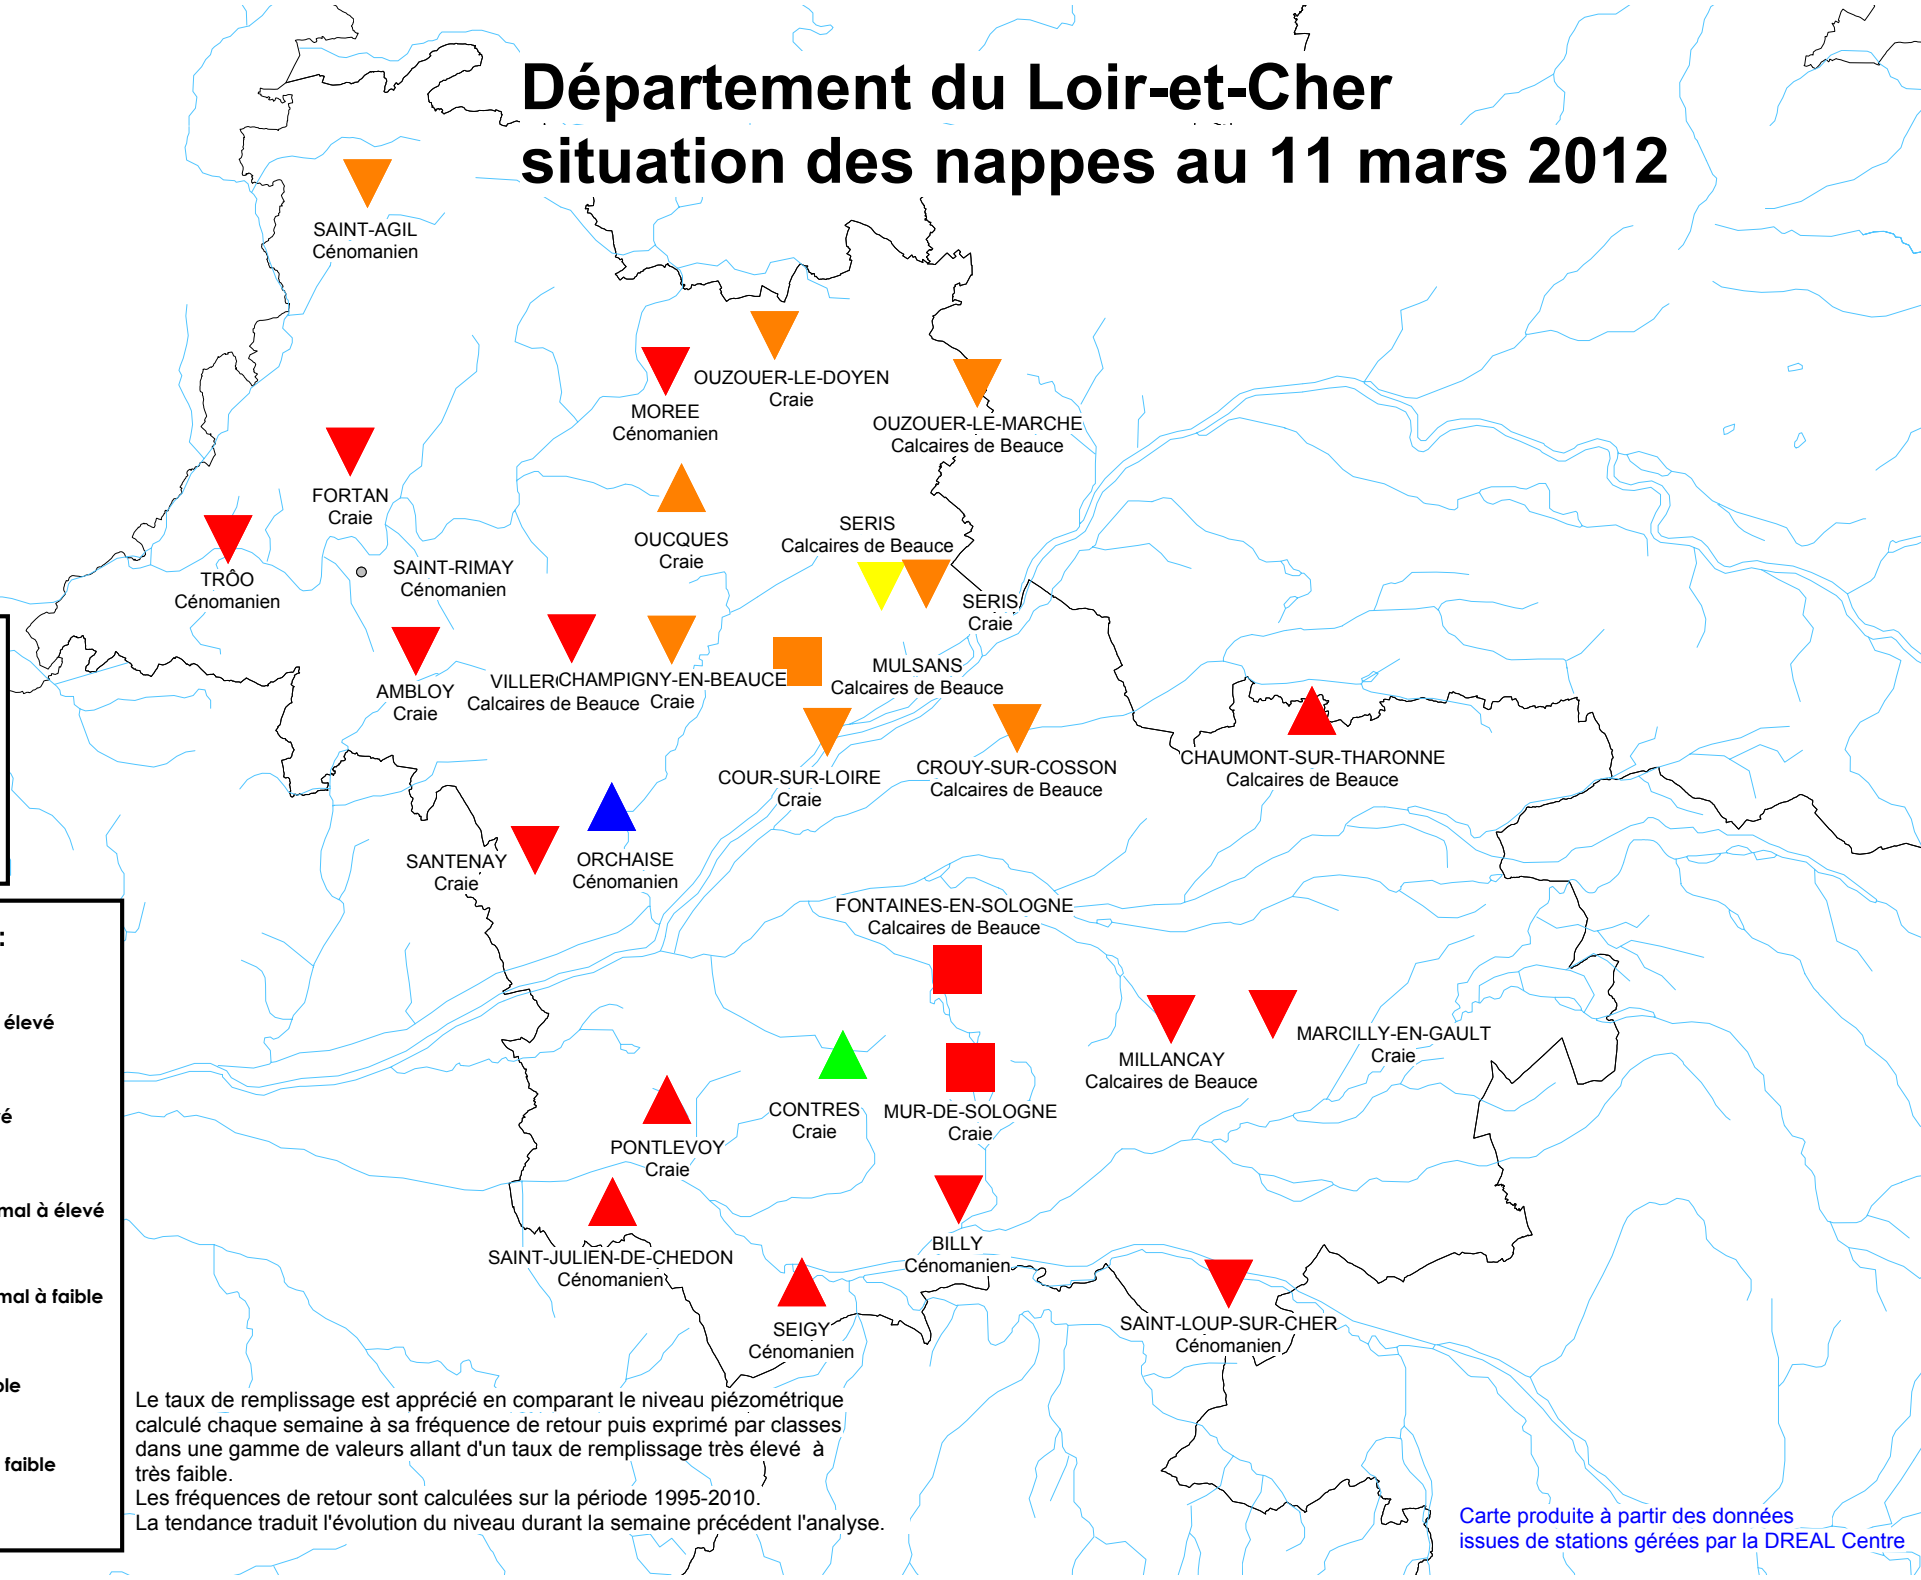 Département du Loir-et-Cher
situation des nappes au 11 mars 2012
SAINT-AGIL
Cénomanien
OUZOUER-LE-DOYEN
Craie
MOREE
Cénomanien
OUZOUER-LE-MARCHE
Calcaires de Beauce
FORTAN
Craie
OUCQUES
Craie
SERIS
Calcaires de Beauce
TRÔO
Cénomanien
SAINT-RIMAY
Cénomanien
SERIS
Craie
AMBLOY
Craie
Calcaires de Beauce
CHAMPIGNY-EN-BEAUCE
Craie
MULSANS
Calcaires de Beauce
COUR-SUR-LOIRE
Craie
CROUY-SUR-COSSON
Calcaires de Beauce
CHAUMONT-SUR-THARONNE
Calcaires de Beauce
SANTENAY
Craie
ORCHAISE
Cénomanien
FONTAINES-EN-SOLOGNE
Calcaires de Beauce
MILLANCAY
Calcaires de Beauce
MARCILLY-EN-GAULT
Craie
CONTRES
Craie
MUR-DE-SOLOGNE
Craie
PONTLEVOY
Craie
SAINT-JULIEN-DE-CHEDON
Cénomanien
BILLY
Cénomanien
SEIGY
Cénomanien
SAINT-LOUP-SUR-CHER
Cénomanien
:
élevé
mal à élevé
mal à faible
faible
Le taux de remplissage est apprécié en comparant le niveau piézométrique
calculé chaque semaine à sa fréquence de retour puis exprimé par classes
dans une gamme de valeurs allant d'un taux de remplissage très élevé à
très faible.
Les fréquences de retour sont calculées sur la période 1995-2010.
La tendance traduit l'évolution du niveau durant la semaine précédent l'analyse.
Carte produite à partir des données
issues de stations gérées par la DREAL Centre